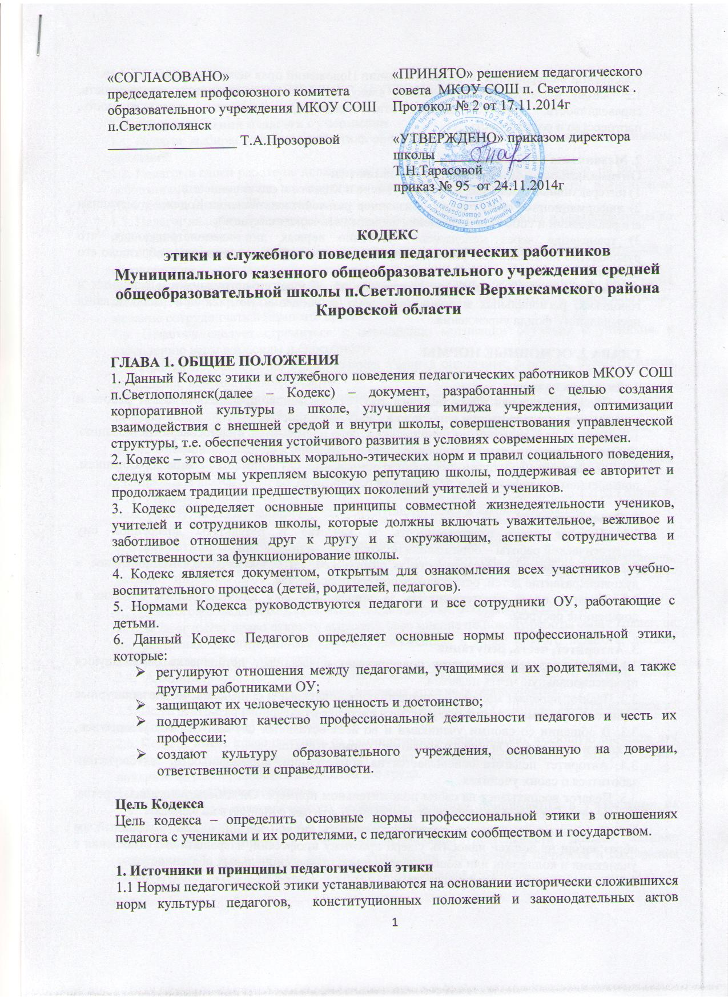 «СОГЛАСОВАНО»
председателем профсоюзного комитета
образовательного учреждения МКОУ СОШ
п.Светлополянск
__________________ Т.А.Прозоровой
«ПРИНЯТО» решением педагогического
совета МКОУ СОШ п. Светлополянск .
Протокол № 2 от 17.11.2014г
«УТВЕРЖДЕНО» приказом директора
школы____________________
Т.Н.Тарасовой
приказ № 95 от 24.11.2014г
КОДЕКС
этики и служебного поведения педагогических работников
Муниципального казенного общеобразовательного учреждения средней
общеобразовательной школы п.Светлополянск Верхнекамского района
Кировской области
ГЛАВА 1. ОБЩИЕ ПОЛОЖЕНИЯ
1. Данный Кодекс этики и служебного поведения педагогических работников МКОУ СОШ
п.Светлополянск(далее – Кодекс) – документ, разработанный с целью создания
корпоративной культуры в школе, улучшения имиджа учреждения, оптимизации
взаимодействия с внешней средой и внутри школы, совершенствования управленческой
структуры, т.е. обеспечения устойчивого развития в условиях современных перемен.
2. Кодекс – это свод основных морально-этических норм и правил социального поведения,
следуя которым мы укрепляем высокую репутацию школы, поддерживая ее авторитет и
продолжаем традиции предшествующих поколений учителей и учеников.
3. Кодекс определяет основные принципы совместной жизнедеятельности учеников,
учителей и сотрудников школы, которые должны включать уважительное, вежливое и
заботливое отношения друг к другу и к окружающим, аспекты сотрудничества и
ответственности за функционирование школы.
4. Кодекс является документом, открытым для ознакомления всех участников учебно-
воспитательного процесса (детей, родителей, педагогов).
5. Нормами Кодекса руководствуются педагоги и все сотрудники ОУ, работающие с
детьми.
6. Данный Кодекс Педагогов определяет основные нормы профессиональной этики,
которые:
➢ регулируют отношения между педагогами, учащимися и их родителями, а также
другими работниками ОУ;
➢ защищают их человеческую ценность и достоинство;
➢ поддерживают качество профессиональной деятельности педагогов и честь их
профессии;
➢ создают культуру образовательного учреждения, основанную на доверии,
ответственности и справедливости.
Цель Кодекса
Цель кодекса – определить основные нормы профессиональной этики в отношениях
педагога с учениками и их родителями, с педагогическим сообществом и государством.
1. Источники и принципы педагогической этики
1.1 Нормы педагогической этики устанавливаются на основании исторически сложившихся
норм культуры педагогов, конституционных положений и законодательных актов
1